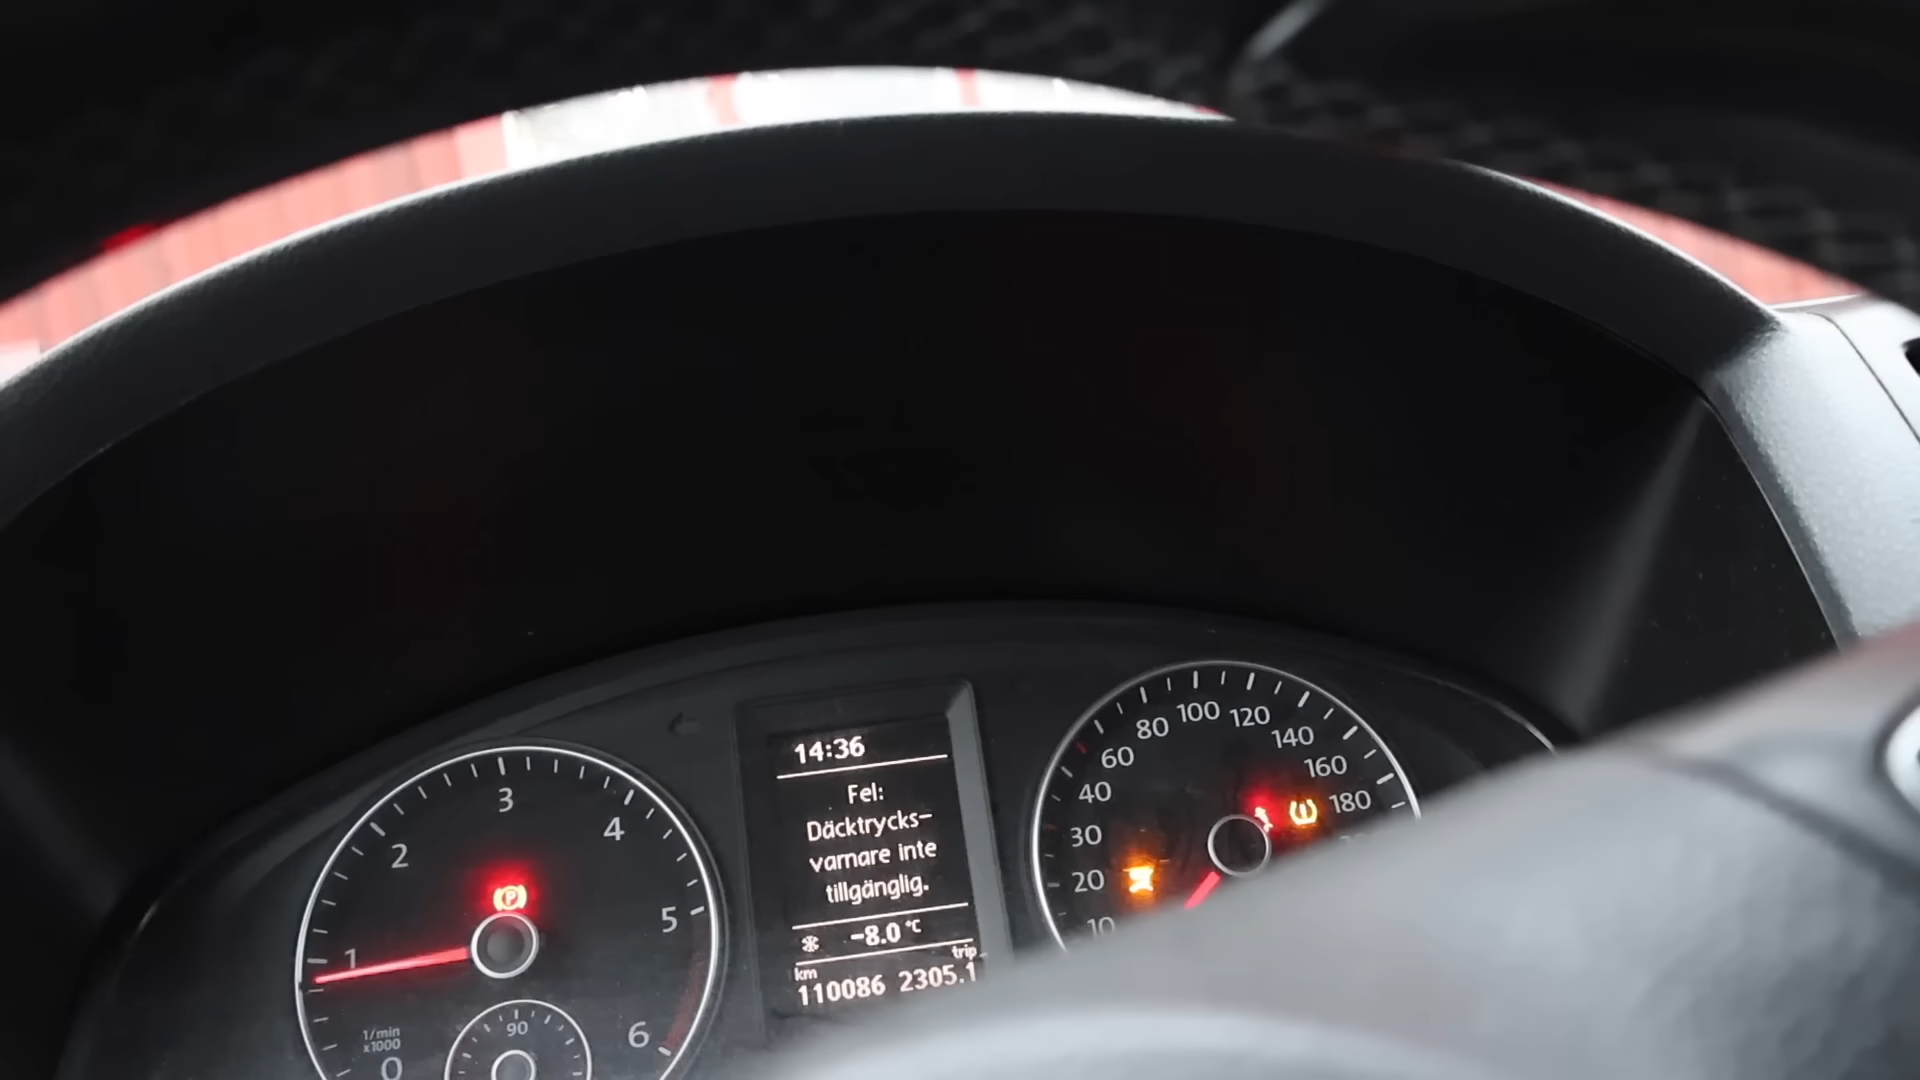 14:36
Fel:
Däcktrycks-
varnare inte
tillgänglig.
-8.0 °C
km trip
110086 2305.1
0
1
2
3
4
5
6
1/min
x1000
90
10
20
30
40
60
80
100
120
140
160
180
P